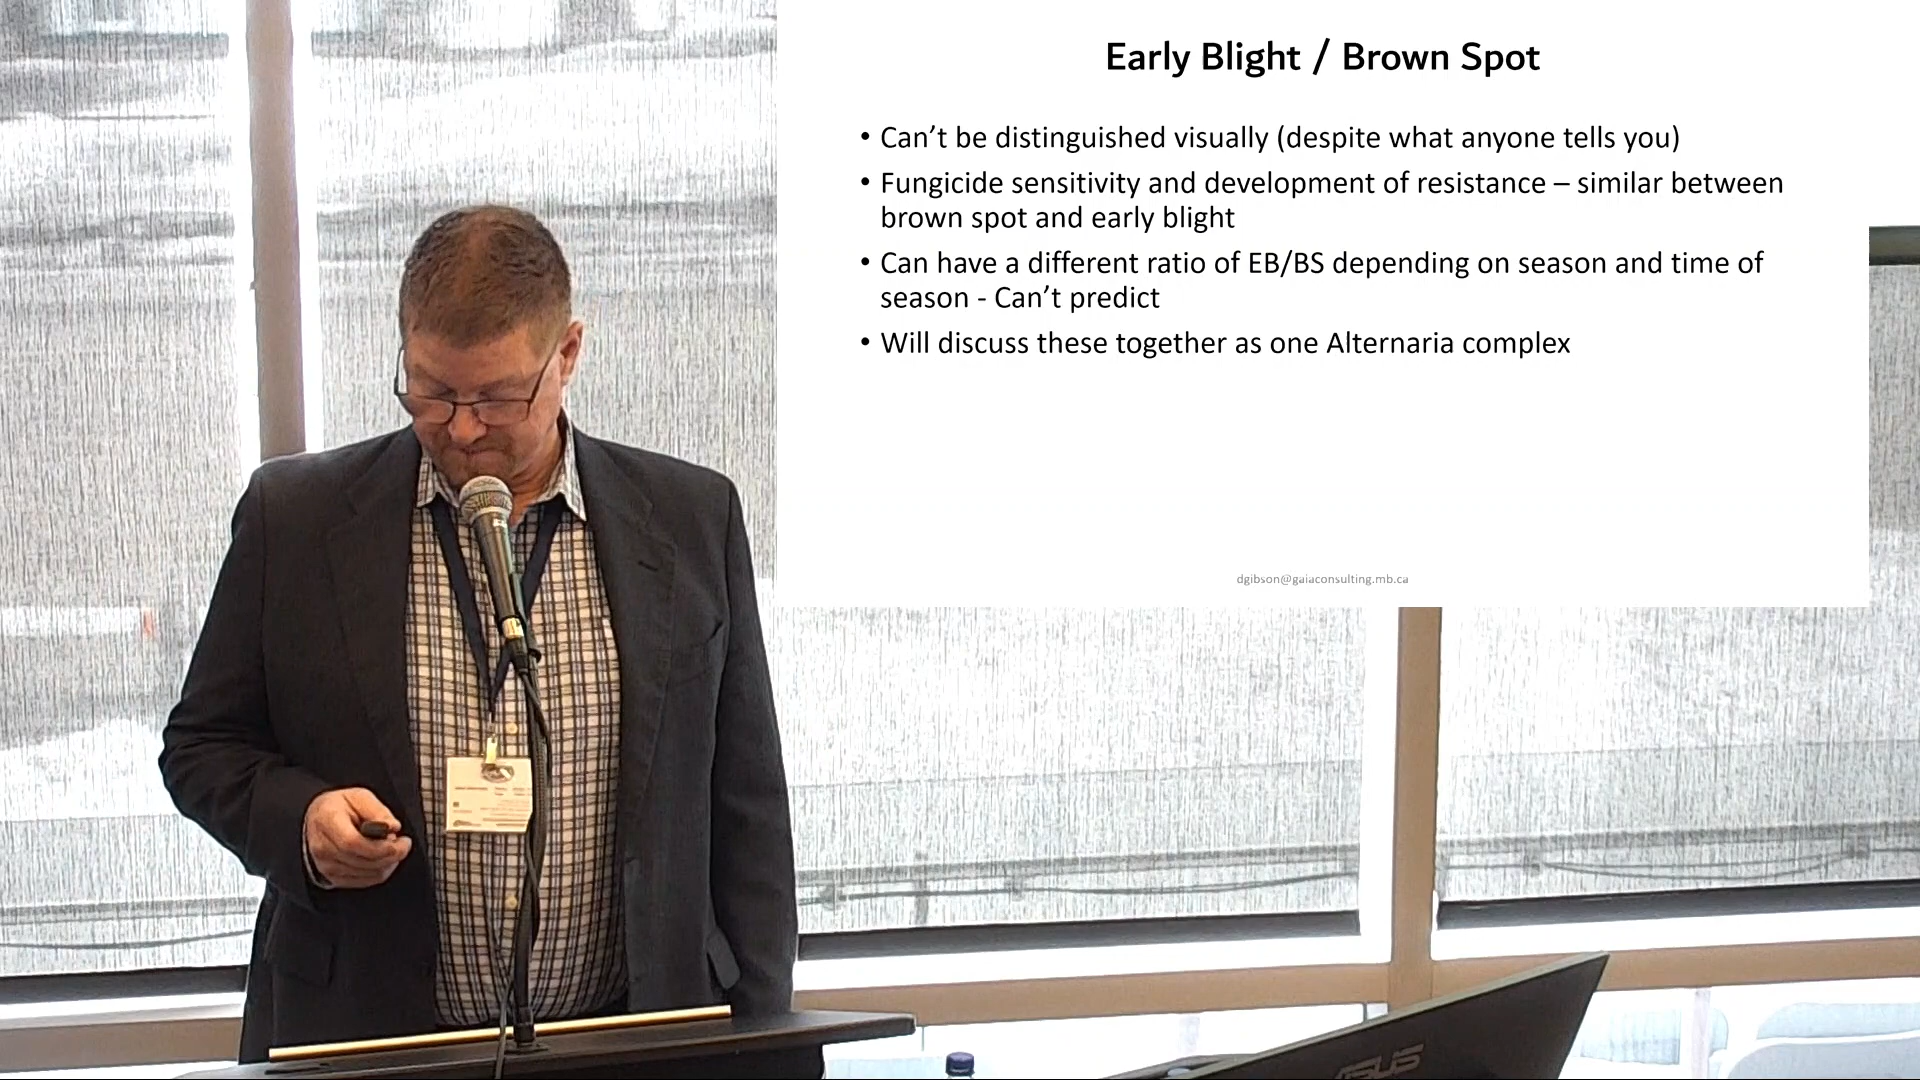 Early Blight / Brown Spot
• Can’t be distinguished visually (despite what anyone tells you)
• Fungicide sensitivity and development of resistance – similar between
brown spot and early blight
• Can have a different ratio of EB/BS depending on season and time of
season - Can’t predict
• Will discuss these together as one Alternaria complex
dgibson@gaiaconsulting.mb.ca
ASUS